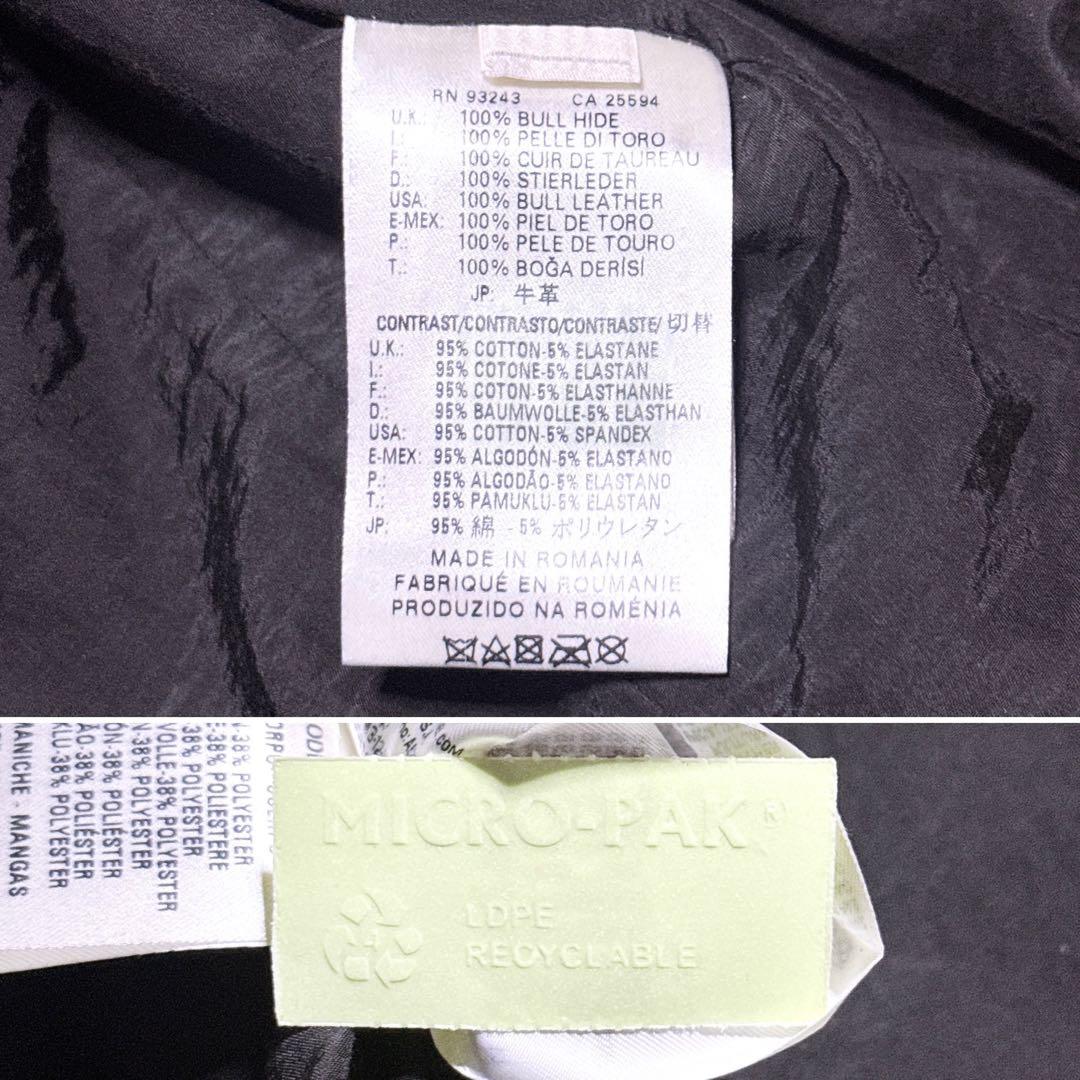 RN 93243 CA 25594
U.K.: 100% BULL HIDE
I.: 100% PELLE DI TORO
F.: 100% CUIR DE TAUREAU
D.: 100% STIERLEDER
USA: 100% BULL LEATHER
E-MEX: 100% PIEL DE TORO
P.: 100% PELE DE TOURO
T.: 100% BOĞA DERİSİ
JP: 牛革
CONTRAST/CONTRASTO/CONTRASTE/切替
U.K.: 95% COTTON-5% ELASTANE
I.: 95% COTONE-5% ELASTAN
F.: 95% COTON-5% ELASTHANNE
D.: 95% BAUMWOLLE-5% ELASTHAN
USA: 95% COTTON-5% SPANDEX
E-MEX: 95% ALGODÓN-5% ELASTANO
P.: 95% ALGODÃO-5% ELASTANO
T.: 95% PAMUKLU-5% ELASTAN
JP: 95% 綿 -5% ポリウレタン
MADE IN ROMANIA
FABRIQUÉ EN ROUMANIE
PRODUZIDO NA ROMÉNIA
38% POLYESTER
E-38% POLIESTERE
38% POLYESTER
VOLLE-38% POLYESTER
N-38% POLYESTER
ÓN-38% POLIÉSTER
ÃO-38% POLIÉSTER
KLU-38% POLYESTER
MANICHE - MANGAS
MICRO-PAK®
LDPE
RECYCLABLE